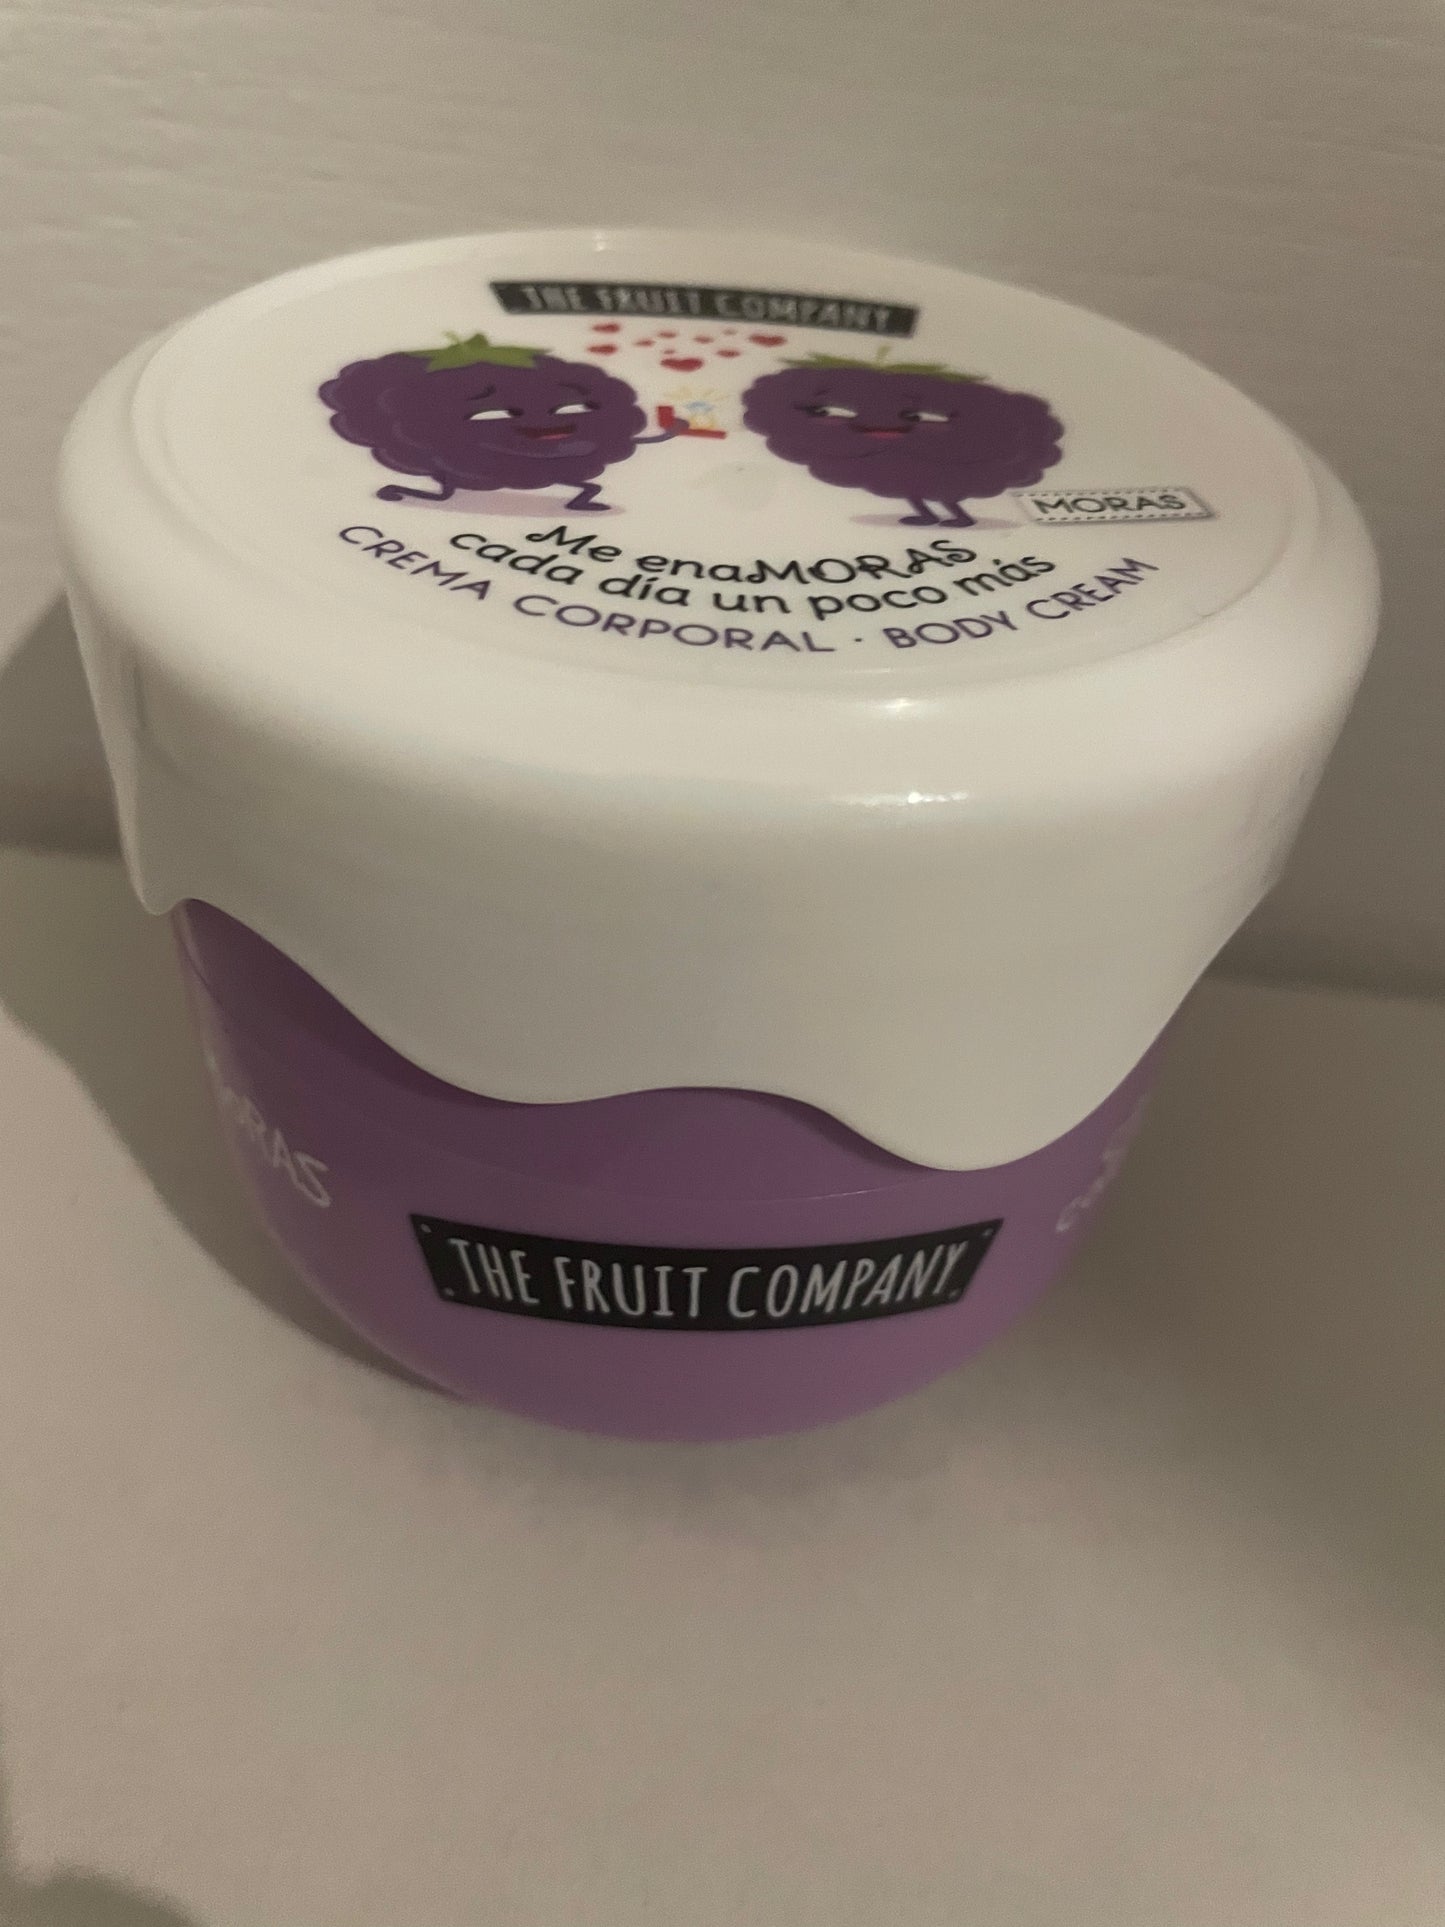 THE FRUIT COMPANY
MORAS
Me enaMORAS
cada día un poco más
CREMA CORPORAL · BODY CREAM
THE FRUIT COMPANY